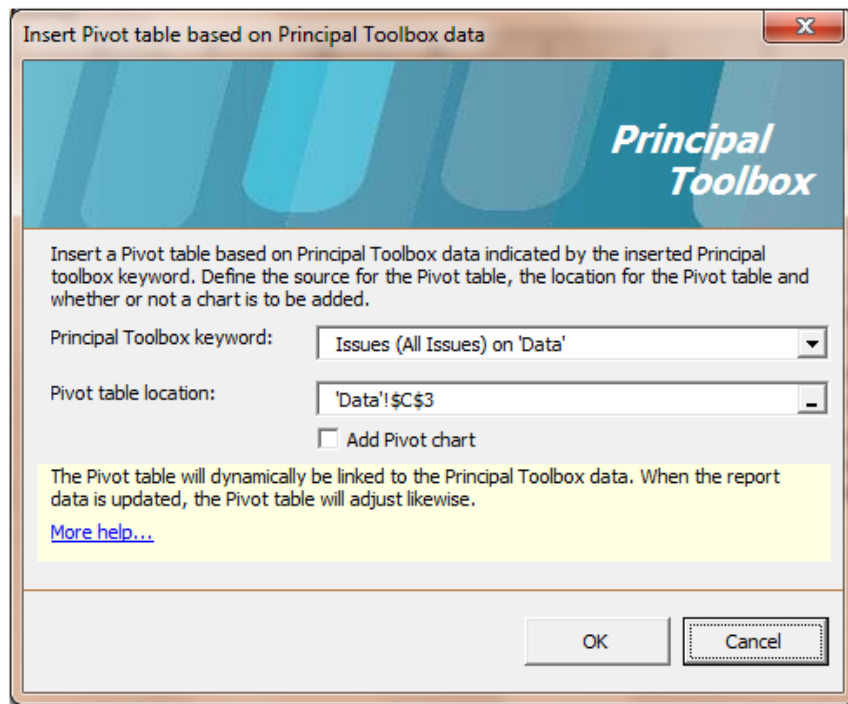 Insert Pivot table based on Principal Toolbox data
Principal
Toolbox
Insert a Pivot table based on Principal Toolbox data indicated by the inserted Principal
toolbox keyword. Define the source for the Pivot table, the location for the Pivot table and
whether or not a chart is to be added.
Principal Toolbox keyword:
Issues (All Issues) on 'Data'
Pivot table location:
'Data'!$C$3
Add Pivot chart
The Pivot table will dynamically be linked to the Principal Toolbox data. When the report
data is updated, the Pivot table will adjust likewise.
More help...
OK
Cancel